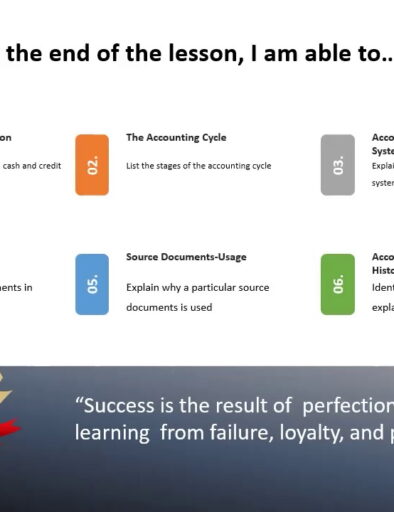 the end of the lesson, I am able to...
on
cash and credit
02.
The Accounting Cycle
List the stages of the accounting cycle
03.
Acco
Syste
Explai
syster
ents in
05.
Source Documents-Usage
Explain why a particular source
documents is used
06.
Acco
Histo
Ident
expla
“Success is the result of perfection
learning from failure, loyalty, and p